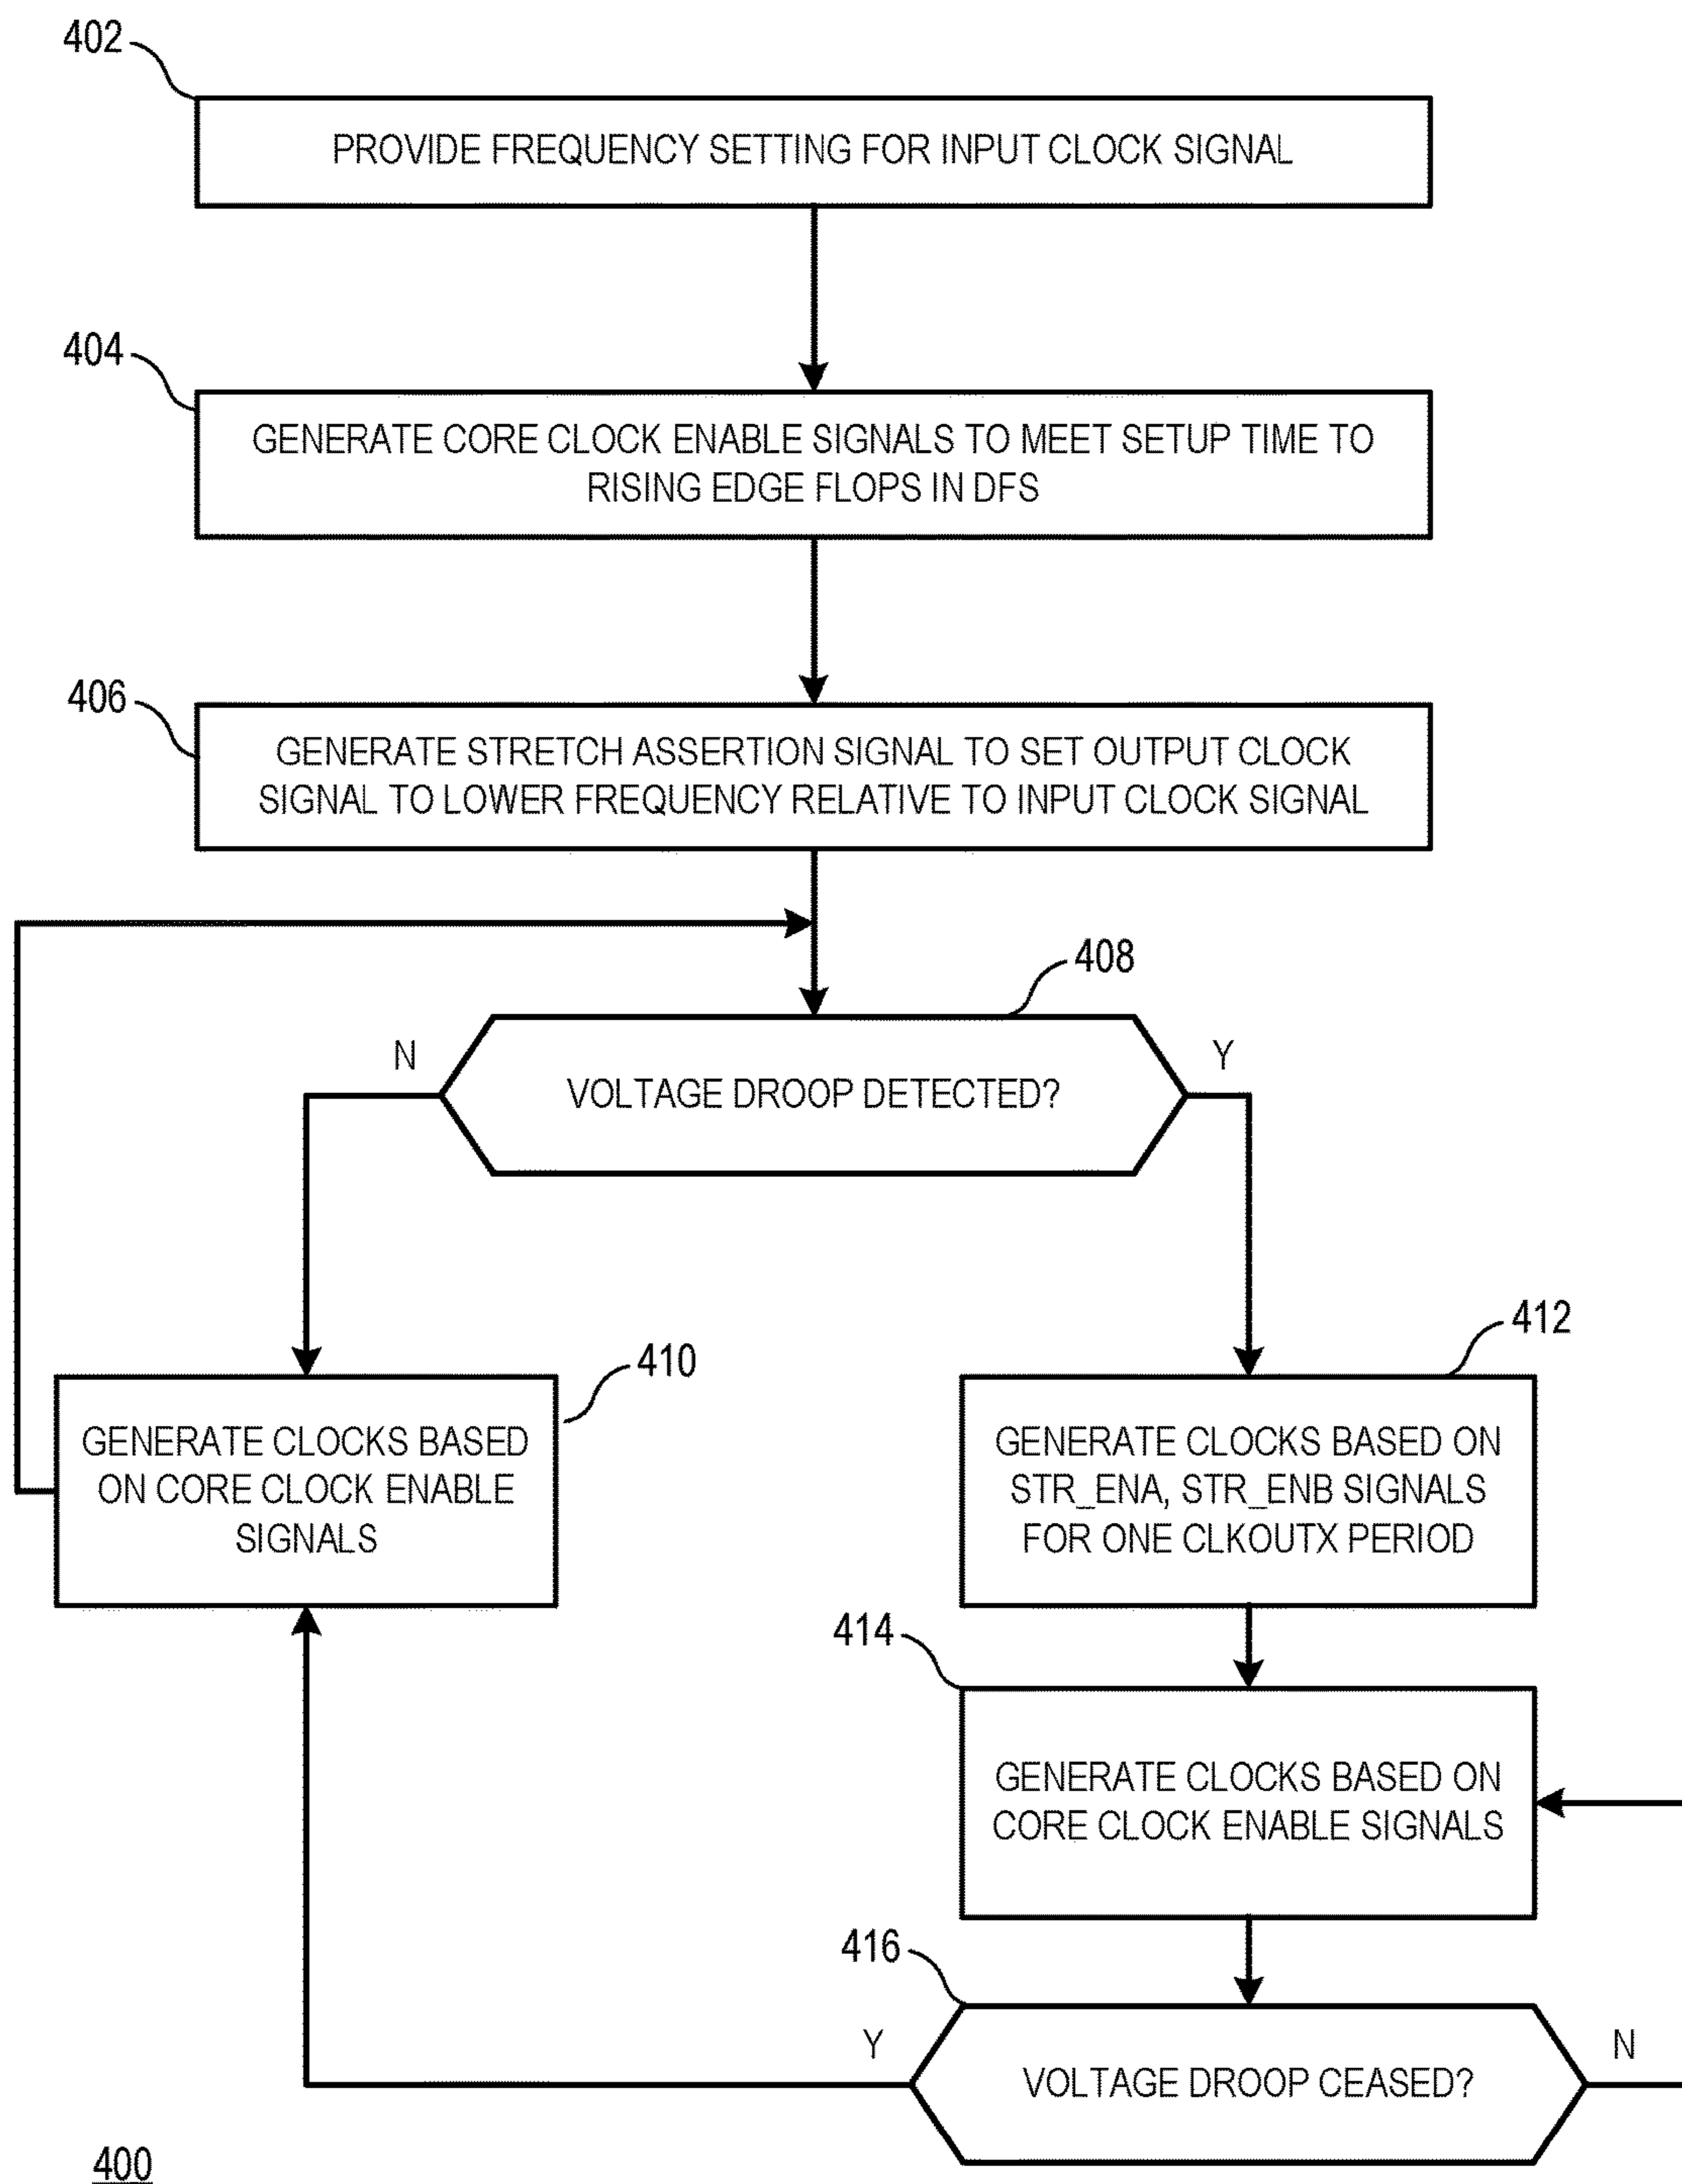 402
PROVIDE FREQUENCY SETTING FOR INPUT CLOCK SIGNAL
404
GENERATE CORE CLOCK ENABLE SIGNALS TO MEET SETUP TIME TO
RISING EDGE FLOPS IN DFS
406
GENERATE STRETCH ASSERTION SIGNAL TO SET OUTPUT CLOCK
SIGNAL TO LOWER FREQUENCY RELATIVE TO INPUT CLOCK SIGNAL
408
N
Y
VOLTAGE DROOP DETECTED?
410
GENERATE CLOCKS BASED
ON CORE CLOCK ENABLE
SIGNALS
412
GENERATE CLOCKS BASED ON
STR_ENA, STR_ENB SIGNALS
FOR ONE CLKOUTX PERIOD
414
GENERATE CLOCKS BASED ON
CORE CLOCK ENABLE SIGNALS
416
Y
N
VOLTAGE DROOP CEASED?
400